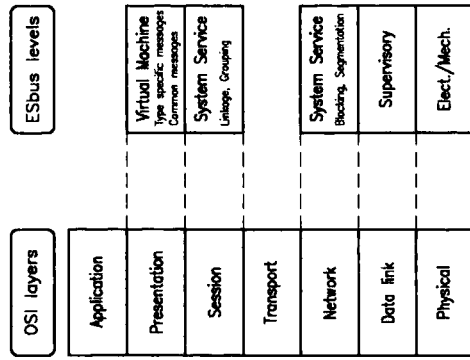 OSI layers
Application
Presentation
Session
Transport
Network
Data link
Physical
ESbus levels
Virtual Machine
Type specific messages
Common messages
System Service
Linkage, Grouping
System Service
Blocking, Segmentation
Supervisory
Elect./Mech.